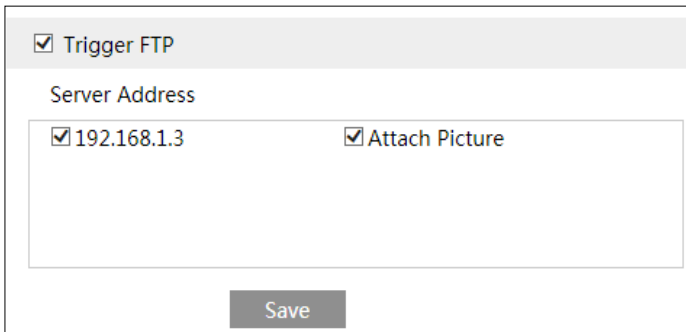 Trigger FTP
Server Address
192.168.1.3 Attach Picture
Save